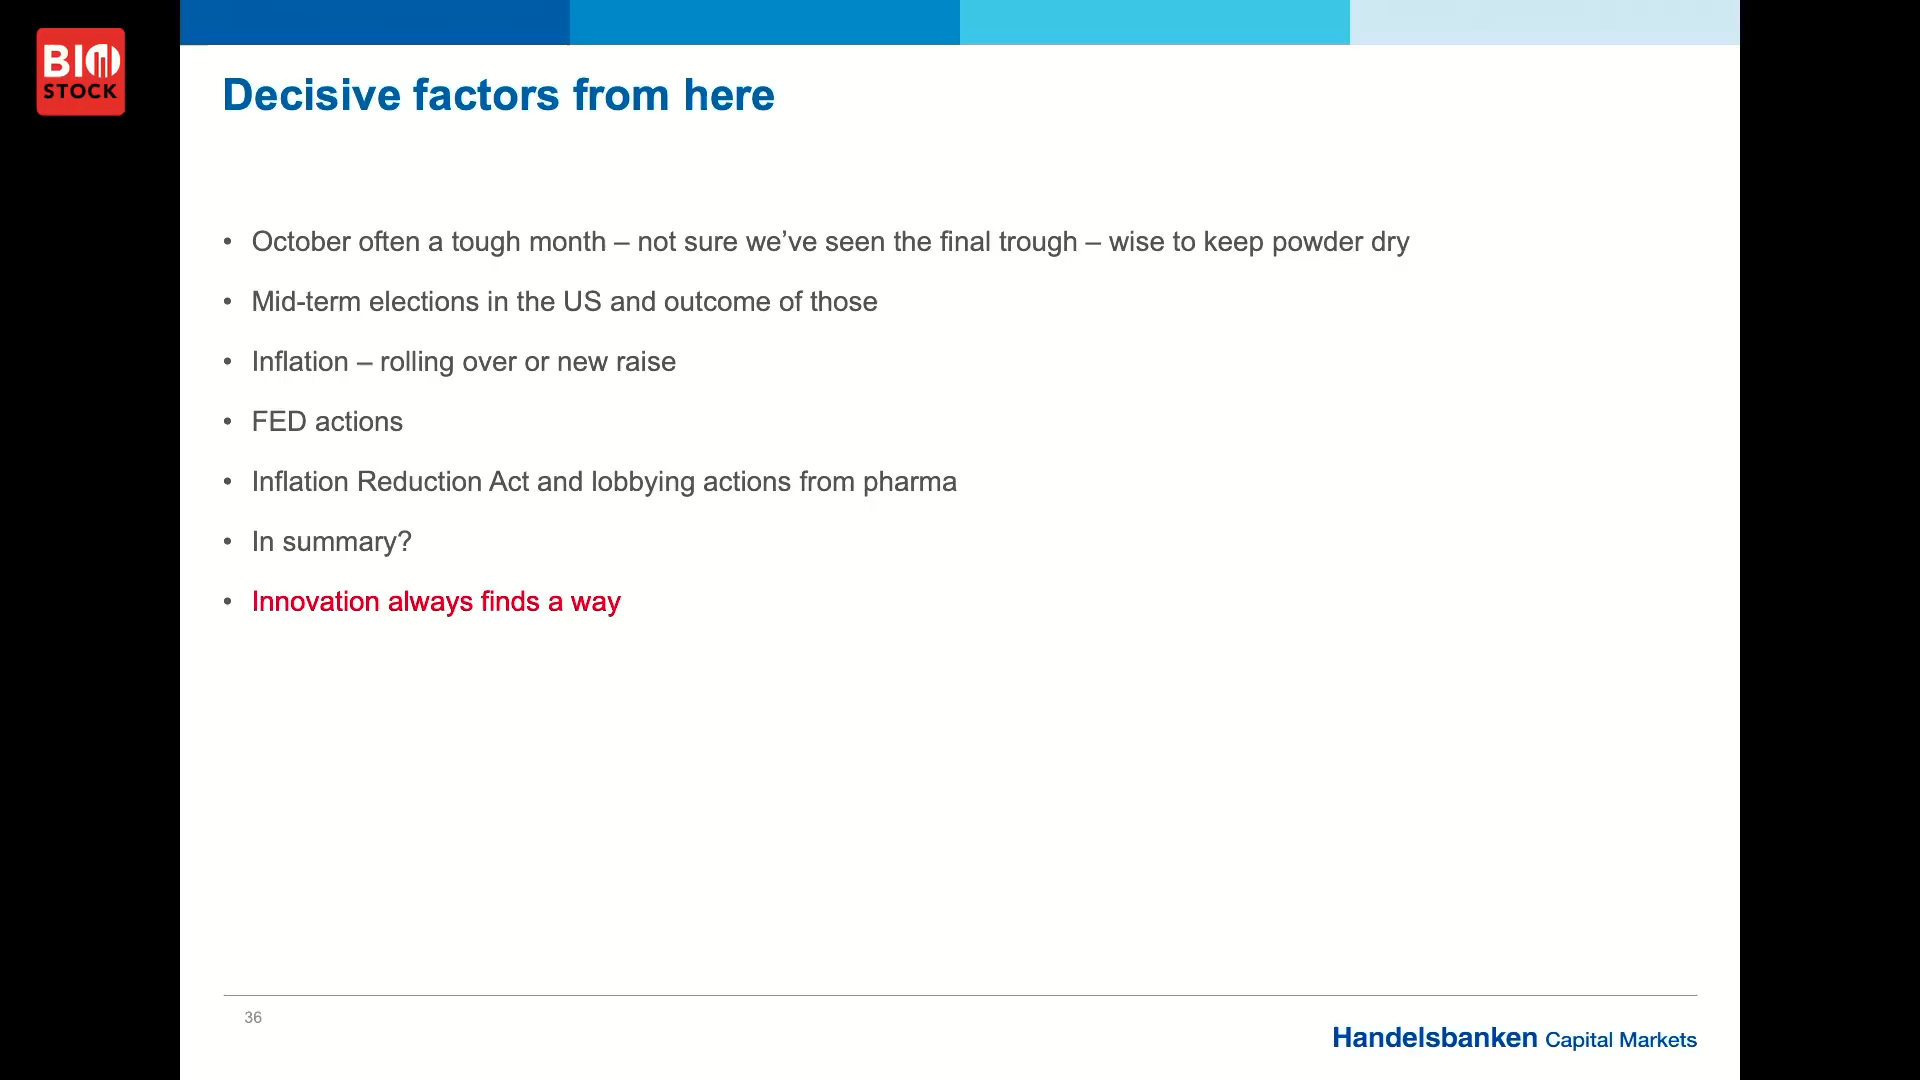 BIO
STOCK
Decisive factors from here
• October often a tough month – not sure we’ve seen the final trough – wise to keep powder dry
• Mid-term elections in the US and outcome of those
• Inflation – rolling over or new raise
• FED actions
• Inflation Reduction Act and lobbying actions from pharma
• In summary?
• Innovation always finds a way
36
Handelsbanken Capital Markets